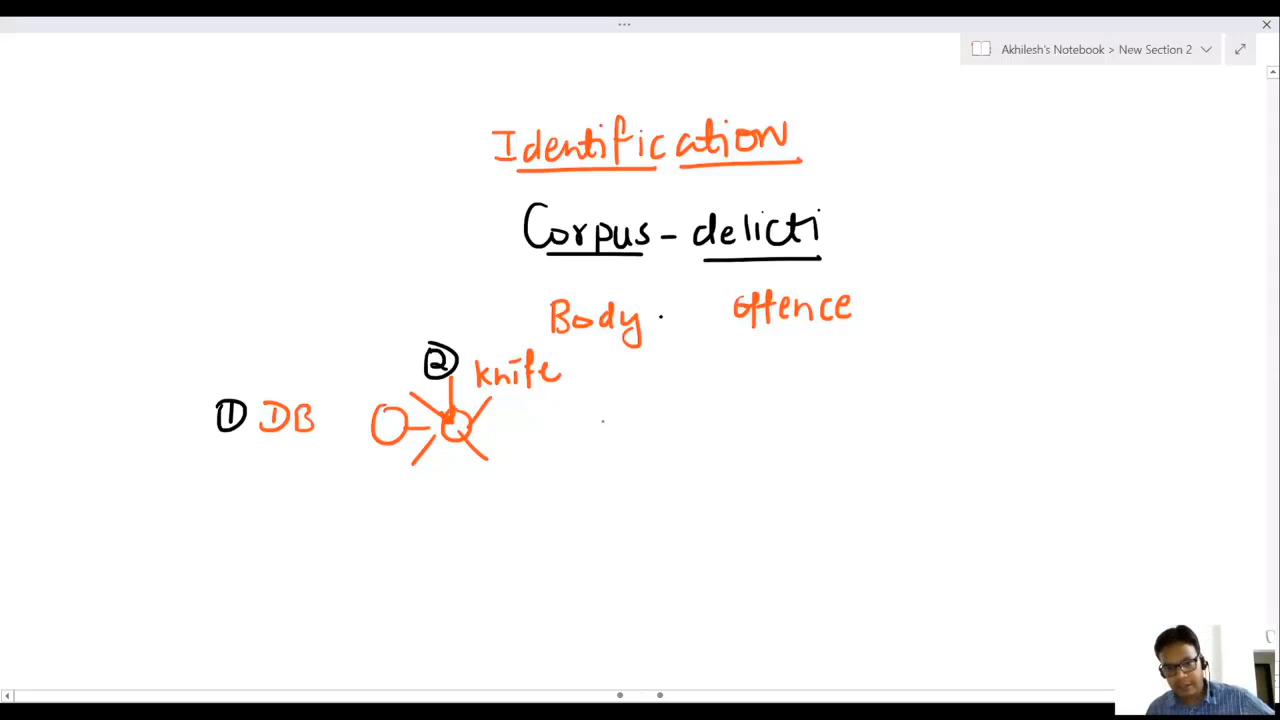 Akhilesh's Notebook > New Section 2
Identification
Corpus - delicti
Body offence
② knife
① DB